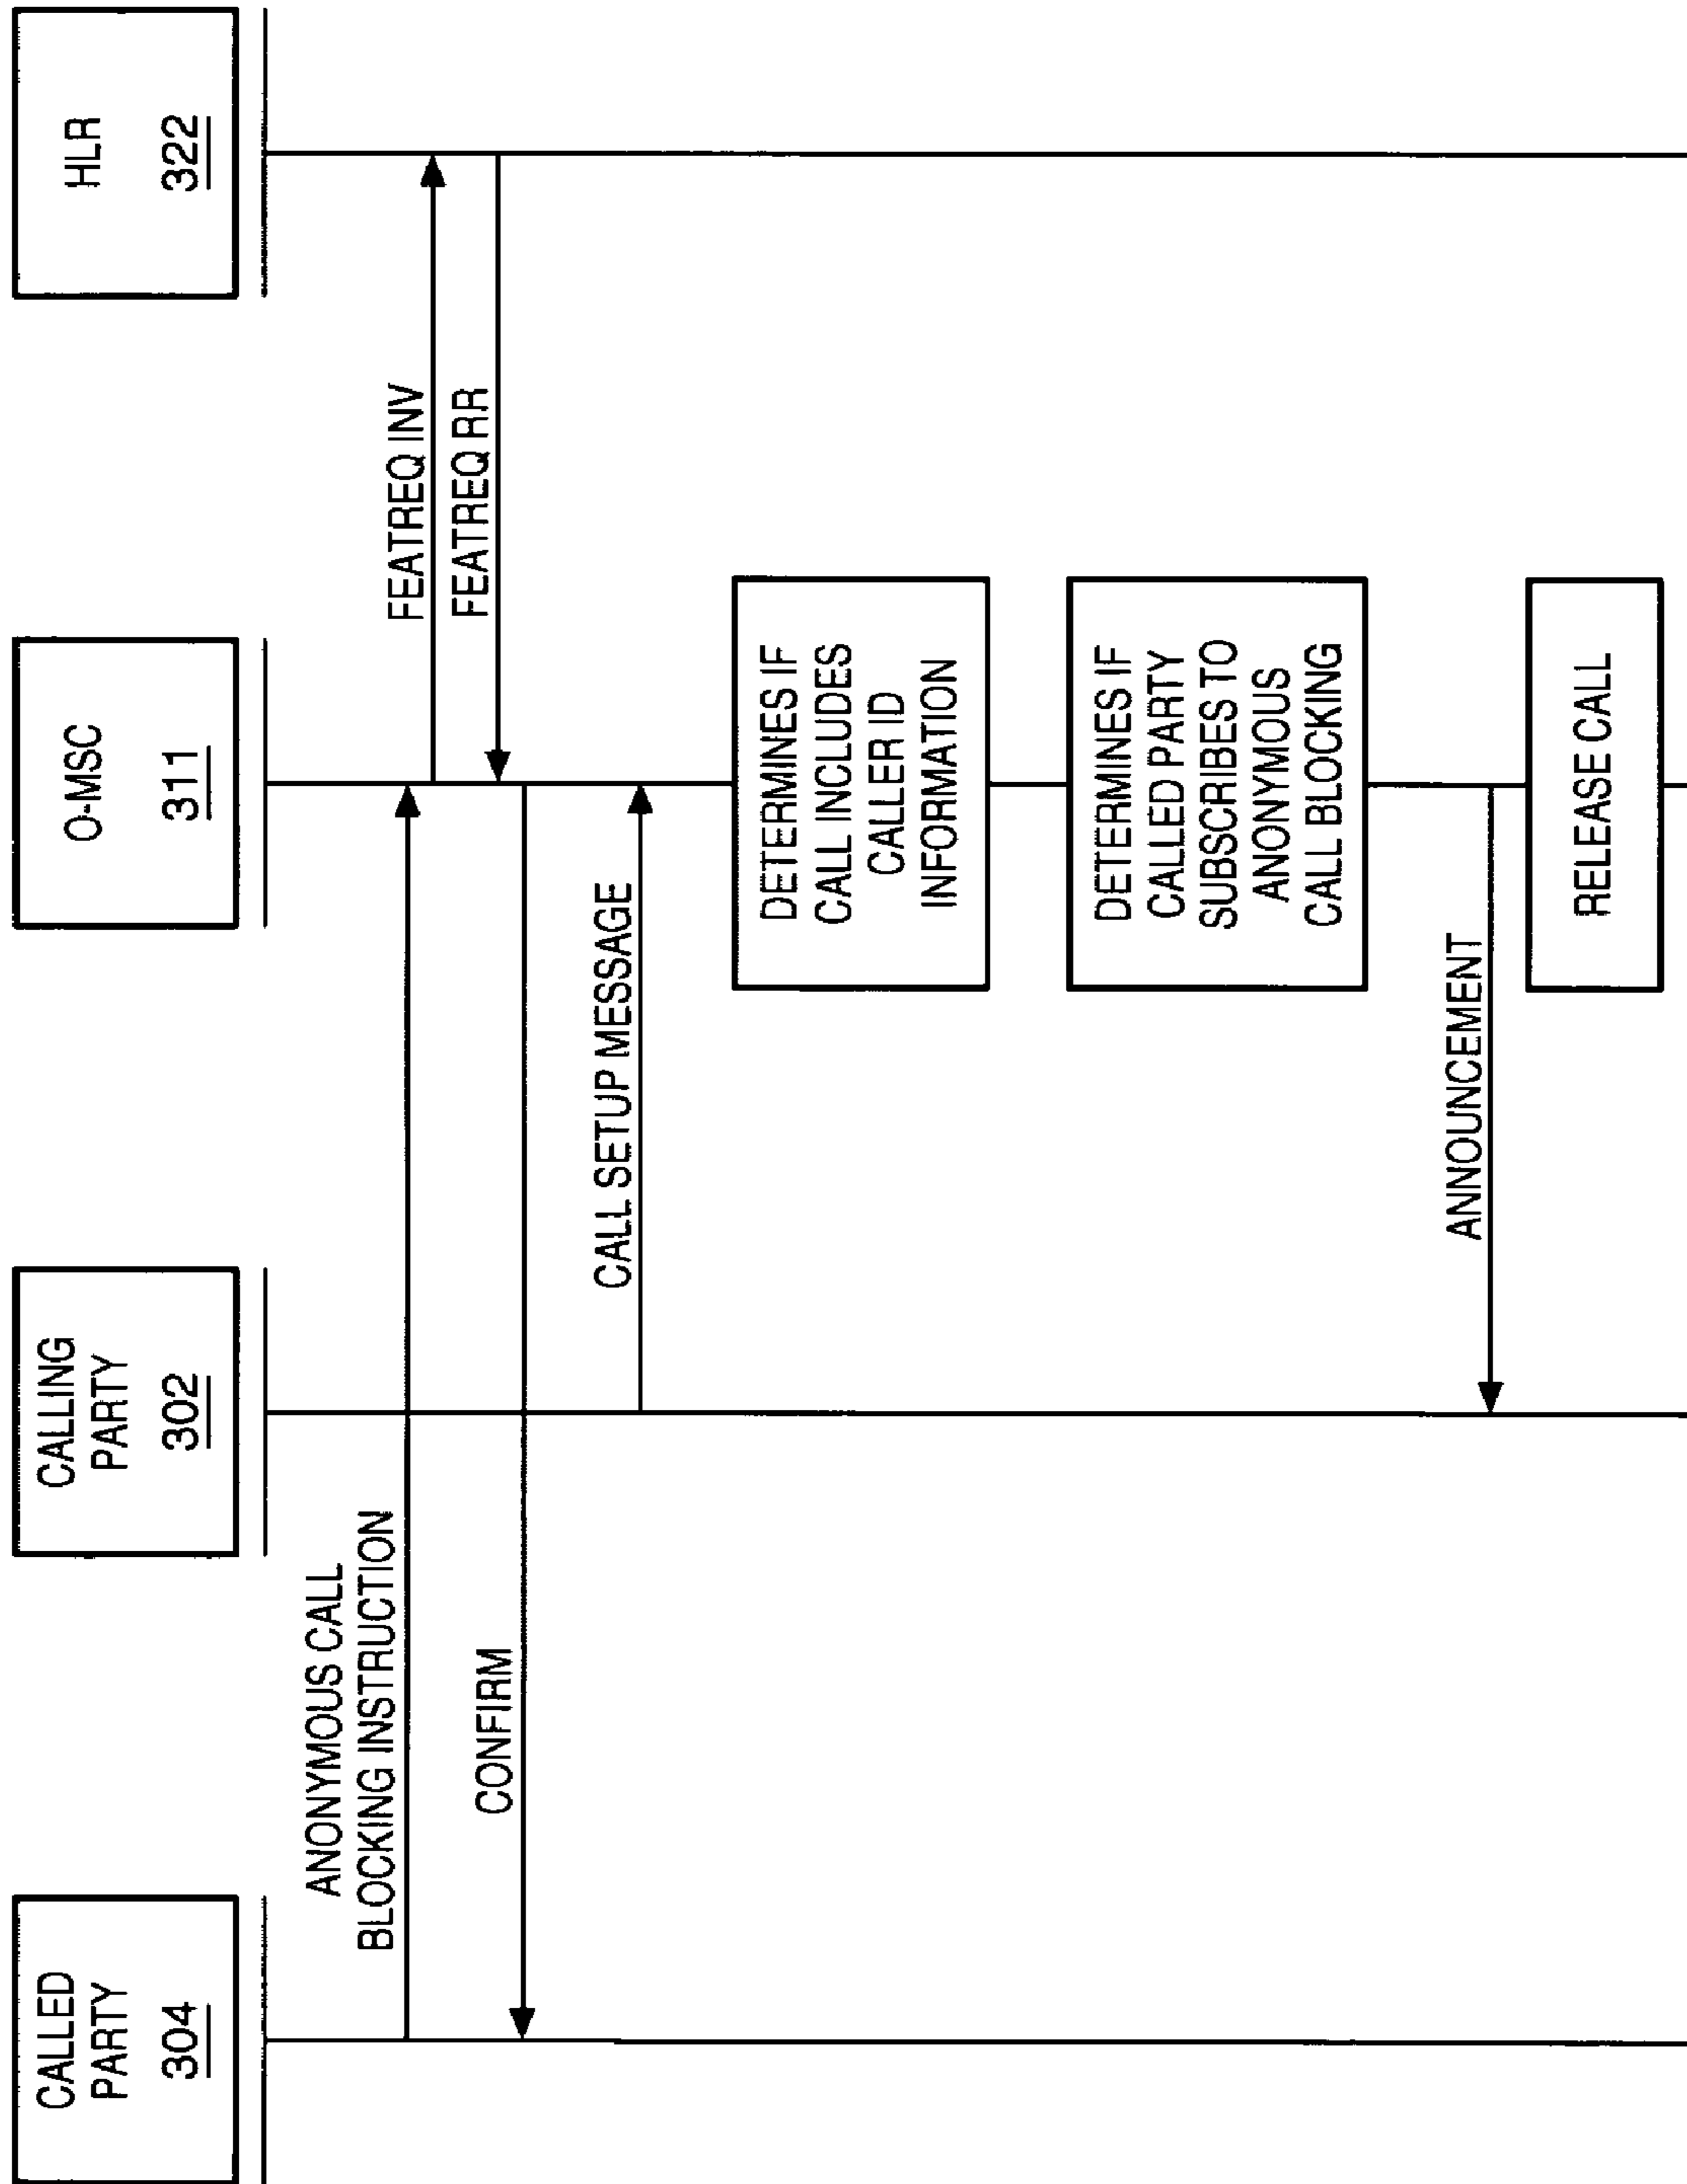 CALLED
PARTY
304
CALLING
PARTY
302
O-MSC
311
HLR
322
ANONYMOUS CALL
BLOCKING INSTRUCTION
FEATREQ INV
FEATREQ RR
CONFIRM
CALL SETUP MESSAGE
DETERMINES IF
CALL INCLUDES
CALLER ID
INFORMATION
DETERMINES IF
CALLED PARTY
SUBSCRIBES TO
ANONYMOUS
CALL BLOCKING
ANNOUNCEMENT
RELEASE CALL